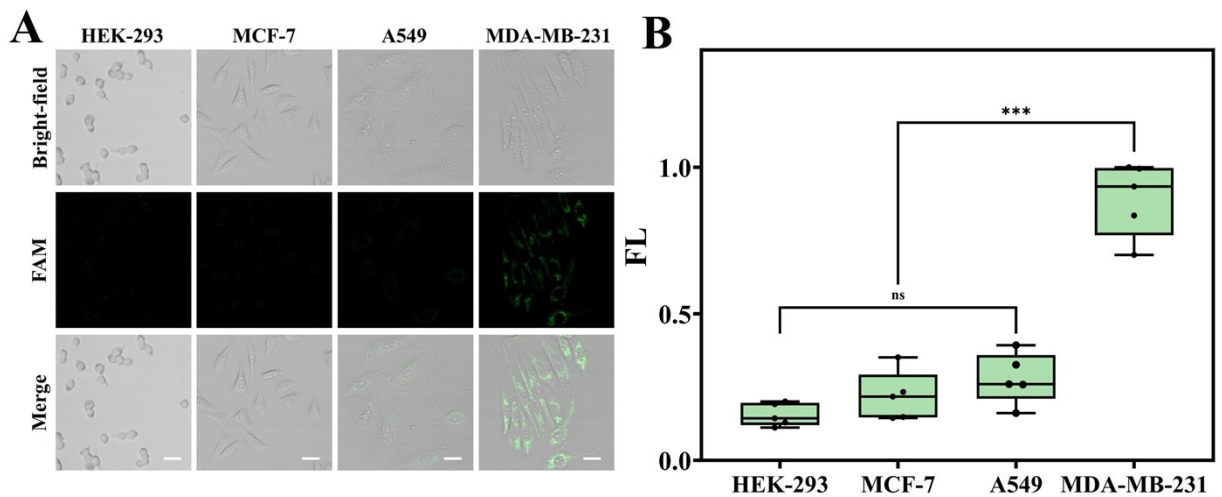 A
HEK-293 MCF-7 A549 MDA-MB-231
Bright-field
FAM
Merge
B
FL
1.0
0.5
0.0
***
ns
HEK-293 MCF-7 A549 MDA-MB-231